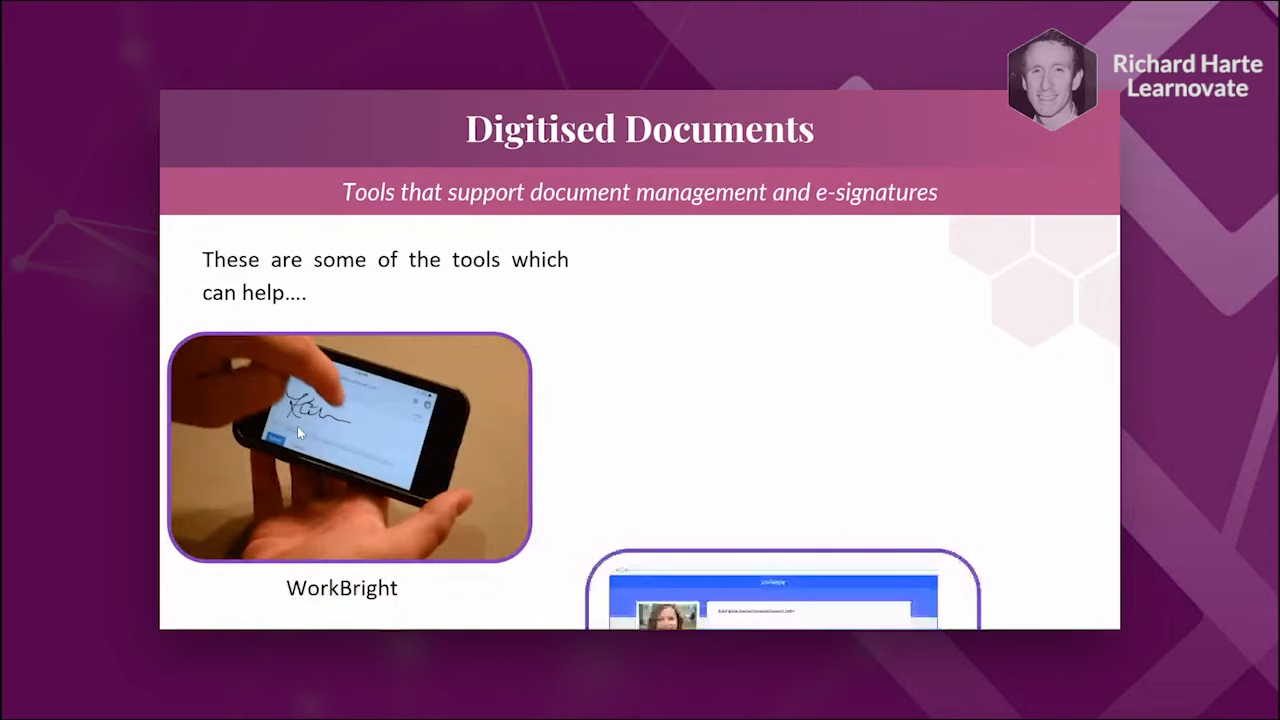 Richard Harte
Learnovate
Digitised Documents
Tools that support document management and e-signatures
These are some of the tools which
can help....
WorkBright